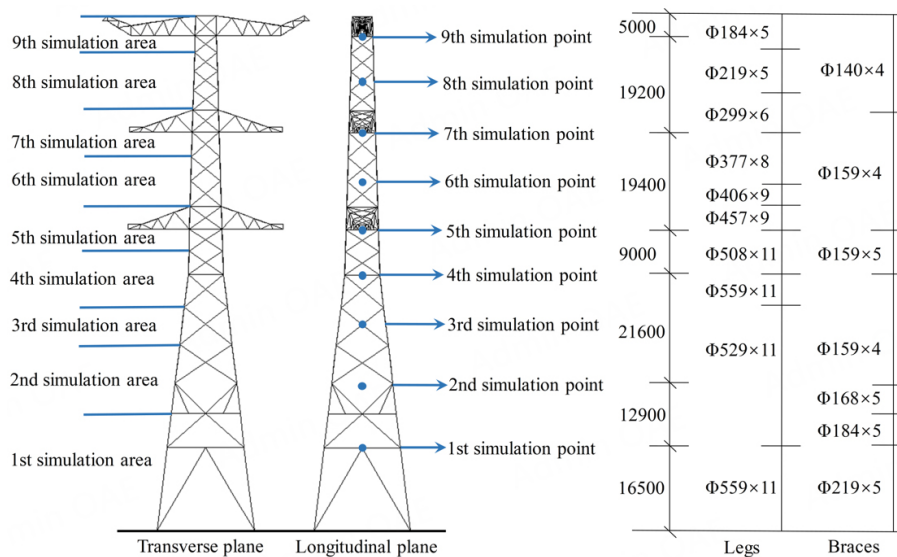 9th simulation area
8th simulation area
7th simulation area
6th simulation area
5th simulation area
4th simulation area
3rd simulation area
2nd simulation area
1st simulation area
Transverse plane
9th simulation point
8th simulation point
7th simulation point
6th simulation point
5th simulation point
4th simulation point
3rd simulation point
2nd simulation point
1st simulation point
Longitudinal plane
5000
19200
19400
9000
21600
12900
16500
Φ184×5
Φ219×5
Φ299×6
Φ377×8
Φ406×9
Φ457×9
Φ508×11
Φ559×11
Φ529×11
Φ559×11
Legs
Φ140×4
Φ159×4
Φ159×5
Φ159×4
Φ168×5
Φ184×5
Φ219×5
Braces